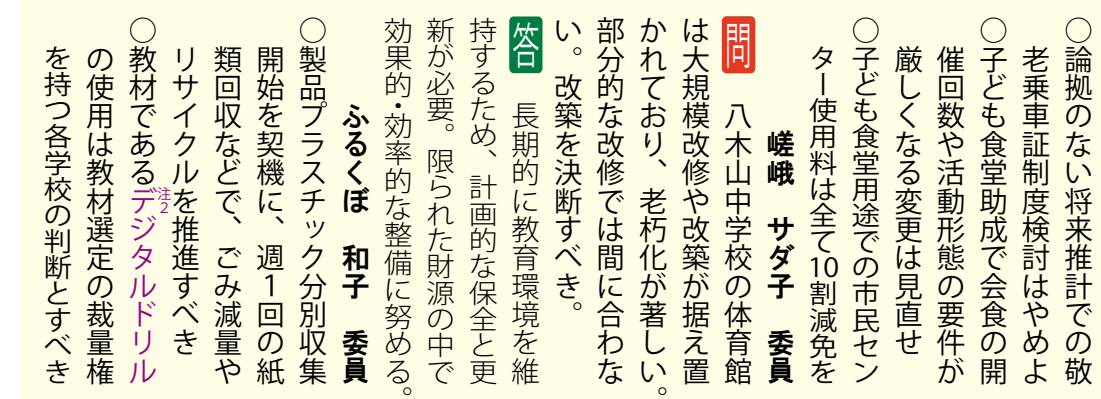 ○論拠のない将来推計での敬
老乗車証制度検討はやめよ
○子ども食堂助成で会食の開
催回数や活動形態の要件が
厳しくなる変更は見直せ
○子ども食堂用途での市民セン
ター使用料は全て10割減免を
嵯峨 サダ子 委員
問 八木山中学校の体育館
は大規模改修や改築が据え置
かれており、老朽化が著しい。
部分的な改修では間に合わな
い。改築を決断すべき。
答 長期的に教育環境を維
持するため、計画的な保全と更
新が必要。限られた財源の中で
効果的・効率的な整備に努める。
ふるくぼ 和子 委員
○製品プラスチック分別収集
開始を契機に、週1回の紙
類回収などで、ごみ減量や
リサイクルを推進すべき
○教材であるデジタルドリル注2
の使用は教材選定の裁量権
を持つ各学校の判断とすべき